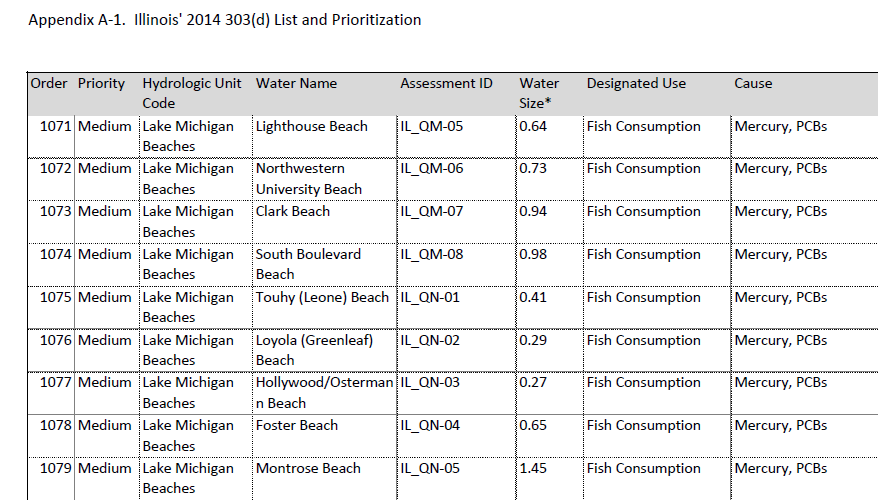 Appendix A-1.  Illinois' 2014 303(d) List and Prioritization
Order Priority Hydrologic Unit Water Name Assessment ID Water Designated Use Cause
Code Size*
1071 Medium Lake Michigan Lighthouse Beach IL_QM-05 0.64 Fish Consumption Mercury, PCBs
Beaches
1072 Medium Lake Michigan Northwestern IL_QM-06 0.73 Fish Consumption Mercury, PCBs
Beaches University Beach
1073 Medium Lake Michigan Clark Beach IL_QM-07 0.94 Fish Consumption Mercury, PCBs
Beaches
1074 Medium Lake Michigan South Boulevard IL_QM-08 0.98 Fish Consumption Mercury, PCBs
Beaches Beach
1075 Medium Lake Michigan Touhy (Leone) Beach IL_QN-01 0.41 Fish Consumption Mercury, PCBs
Beaches
1076 Medium Lake Michigan Loyola (Greenleaf) IL_QN-02 0.29 Fish Consumption Mercury, PCBs
Beaches Beach
1077 Medium Lake Michigan Hollywood/Osterman IL_QN-03 0.27 Fish Consumption Mercury, PCBs
Beaches n Beach
1078 Medium Lake Michigan Foster Beach IL_QN-04 0.65 Fish Consumption Mercury, PCBs
Beaches
1079 Medium Lake Michigan Montrose Beach IL_QN-05 1.45 Fish Consumption Mercury, PCBs
Beaches